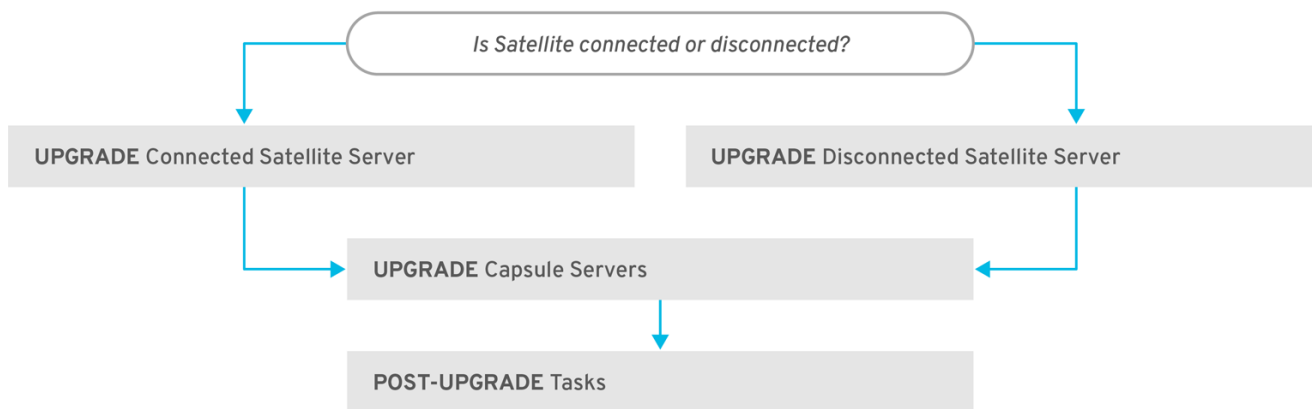 Is Satellite connected or disconnected?
UPGRADE Connected Satellite Server
UPGRADE Disconnected Satellite Server
UPGRADE Capsule Servers
POST-UPGRADE Tasks